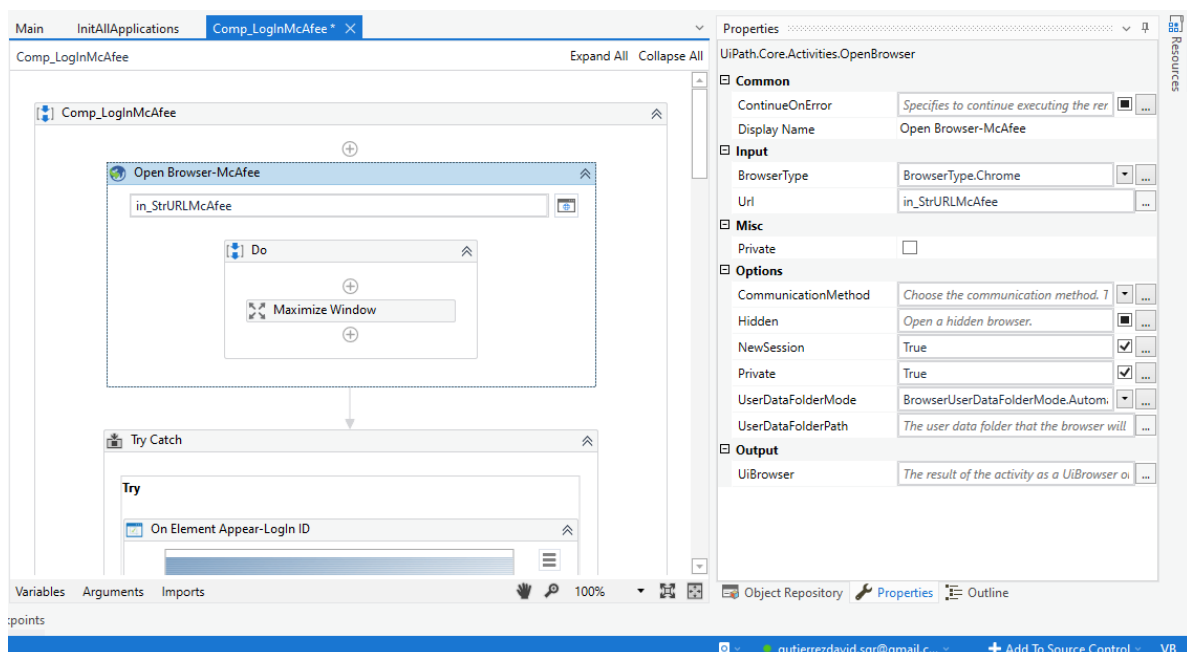 Main InitAllApplications Comp_LogInMcAfee*
Comp_LogInMcAfee Expand All Collapse All
Comp_LogInMcAfee
Open Browser-McAfee
in_StrURLMcAfee
Do
Maximize Window
Try Catch
Try
On Element Appear-LogIn ID
Variables Arguments Imports 100%
Properties
UiPath.Core.Activities.OpenBrowser
Common
ContinueOnError Specifies to continue executing the rer
Display Name Open Browser-McAfee
Input
BrowserType BrowserType.Chrome
Url in_StrURLMcAfee
Misc
Private
Options
CommunicationMethod Choose the communication method. T
Hidden Open a hidden browser.
NewSession True
Private True
UserDataFolderMode BrowserUserDataFolderMode.Autom
UserDataFolderPath The user data folder that the browser will
Output
UiBrowser The result of the activity as a UiBrowser o
Object Repository Properties Outline
Resources
points
gutierrezdavid.sgr@gmail.c... Add To Source Control VB